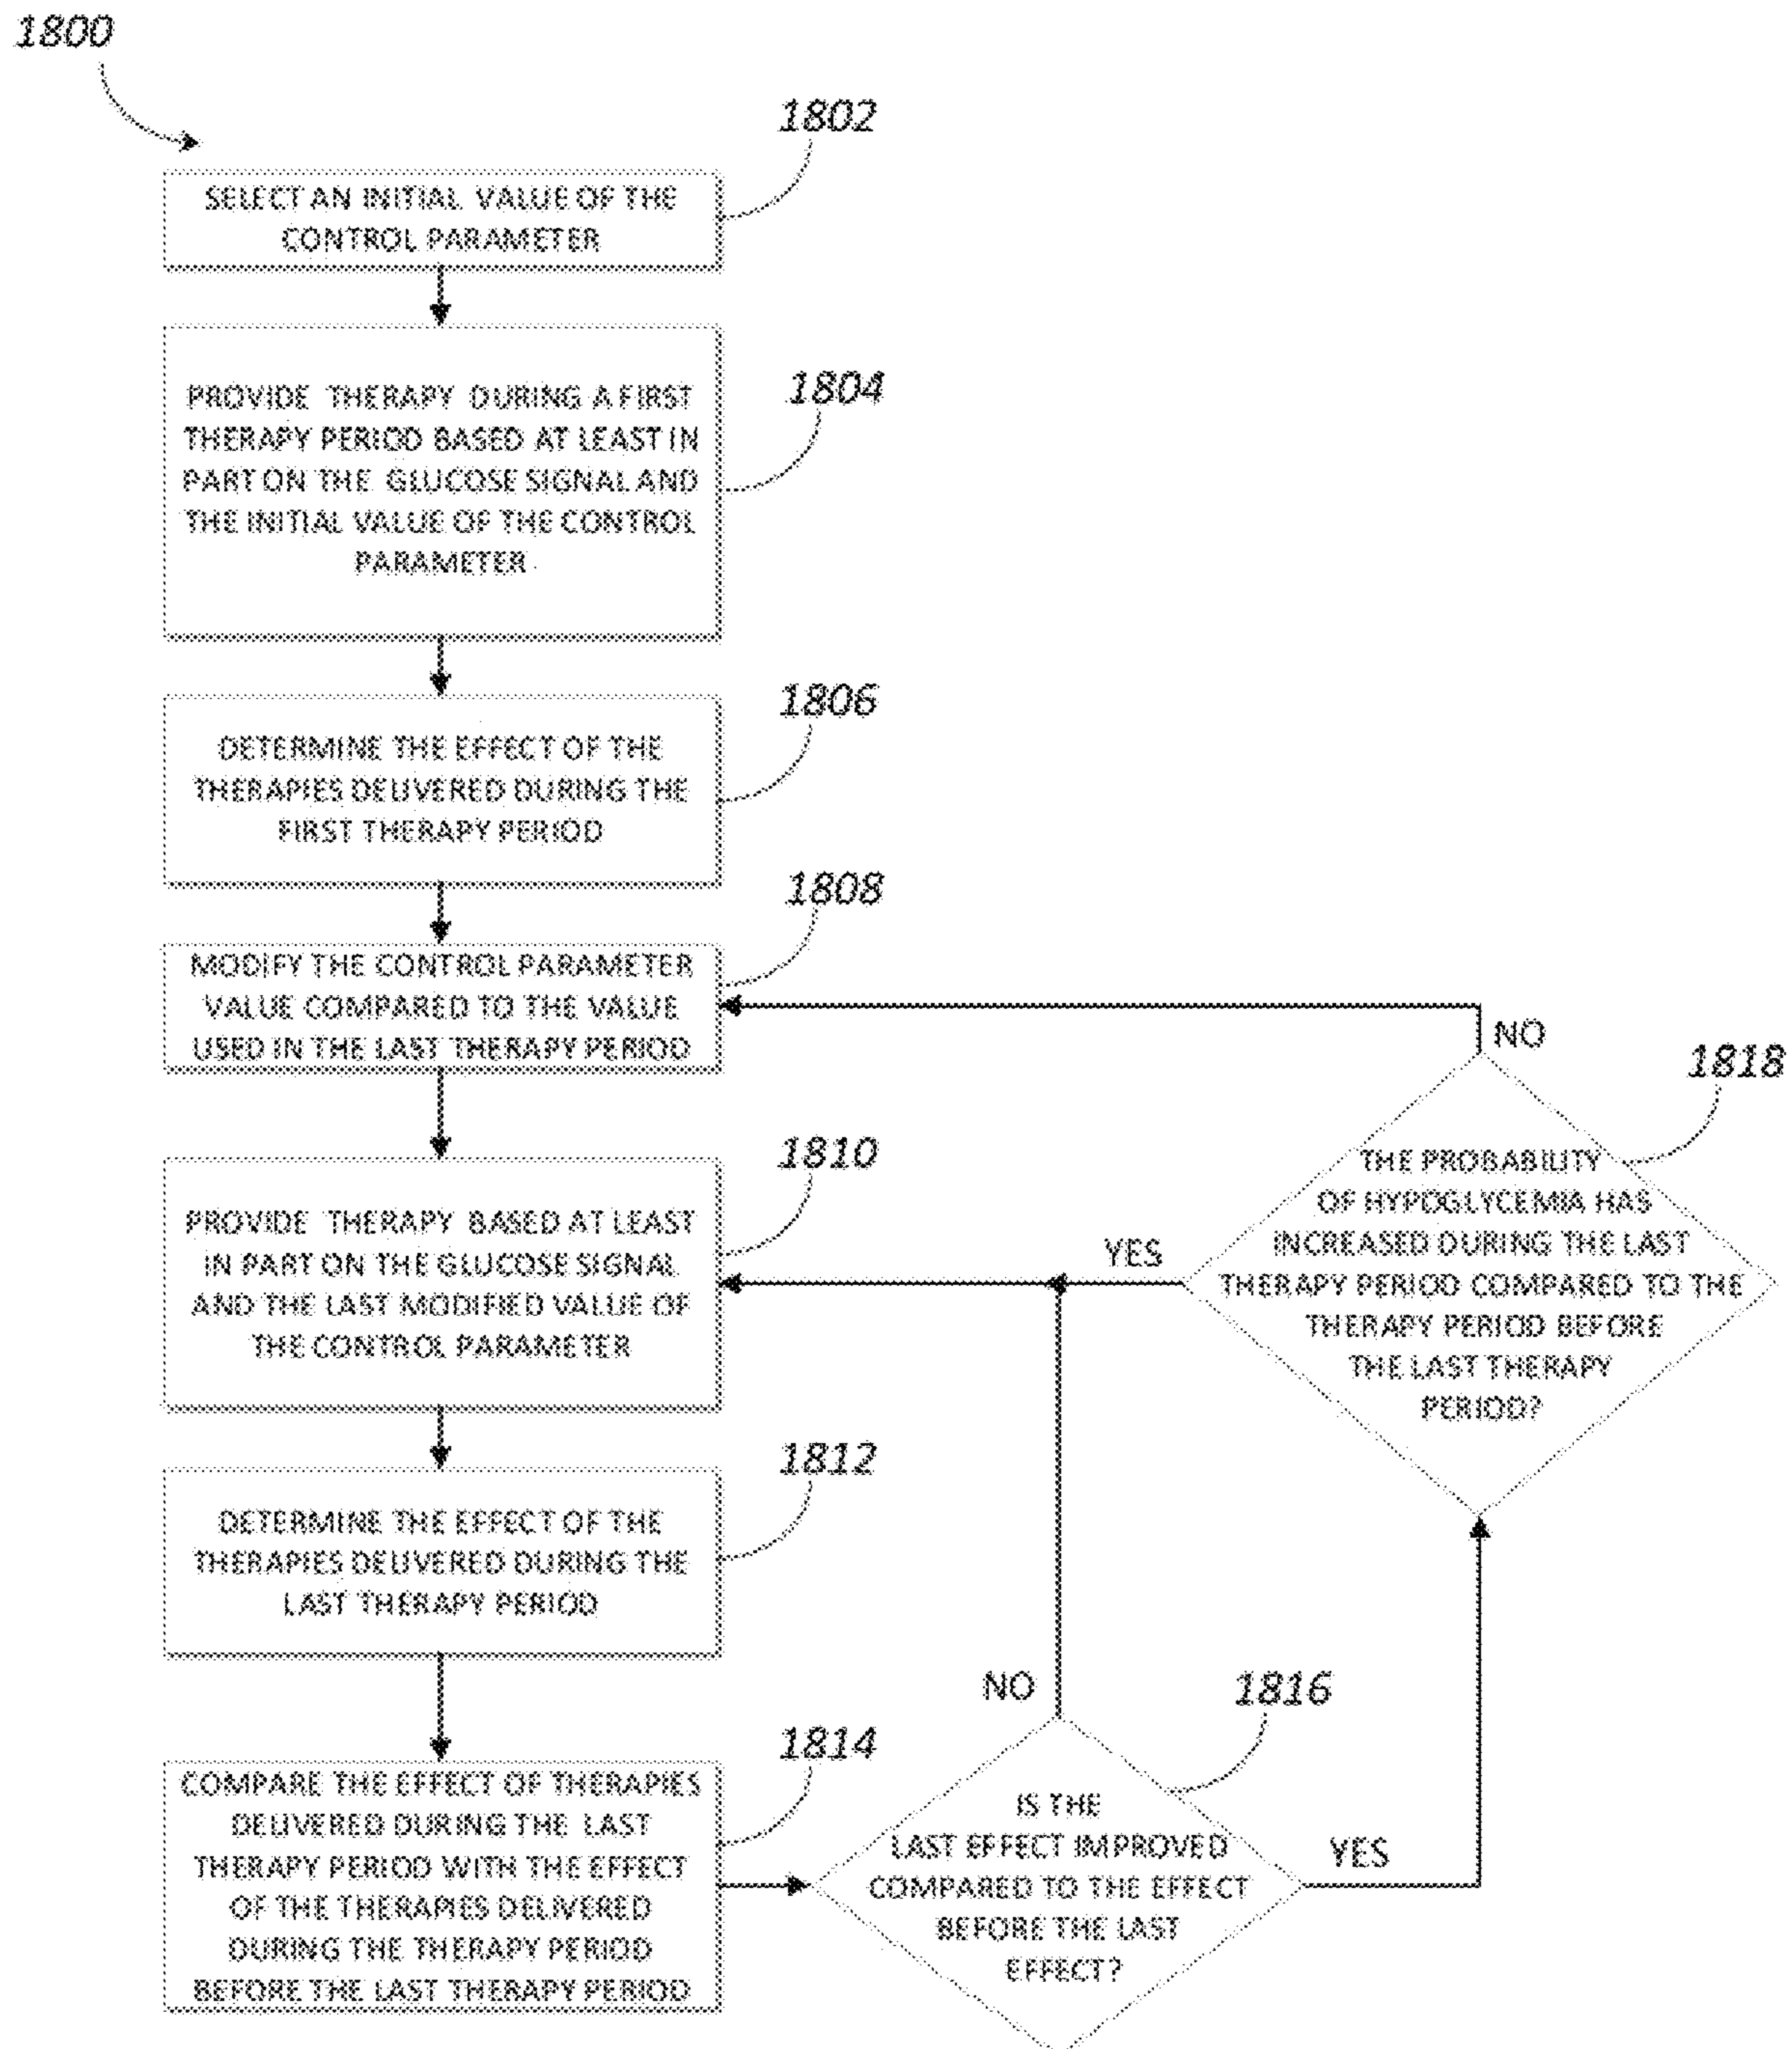 1800
1802
SELECT AN INITIAL VALUE OF THE
CONTROL PARAMETER
1804
PROVIDE THERAPY DURING A FIRST
THERAPY PERIOD BASED AT LEAST IN
PART ON THE GLUCOSE SIGNAL AND
THE INITIAL VALUE OF THE CONTROL
PARAMETER
1806
DETERMINE THE EFFECT OF THE
THERAPIES DELIVERED DURING THE
FIRST THERAPY PERIOD
1808
MODIFY THE CONTROL PARAMETER
VALUE COMPARED TO THE VALUE
USED IN THE LAST THERAPY PERIOD
1810
PROVIDE THERAPY BASED AT LEAST
IN PART ON THE GLUCOSE SIGNAL
AND THE LAST MODIFIED VALUE OF
THE CONTROL PARAMETER
1812
DETERMINE THE EFFECT OF THE
THERAPIES DELIVERED DURING THE
LAST THERAPY PERIOD
1814
COMPARE THE EFFECT OF THERAPIES
DELIVERED DURING THE LAST
THERAPY PERIOD WITH THE EFFECT
OF THE THERAPIES DELIVERED
DURING THE THERAPY PERIOD
BEFORE THE LAST THERAPY PERIOD
NO
1816
IS THE
LAST EFFECT IMPROVED
COMPARED TO THE EFFECT
BEFORE THE LAST
EFFECT?
YES
NO
1818
THE PROBABILITY
OF HYPOGLYCEMIA HAS
INCREASED DURING THE LAST
THERAPY PERIOD COMPARED TO THE
THERAPY PERIOD BEFORE
THE LAST THERAPY
PERIOD?
YES